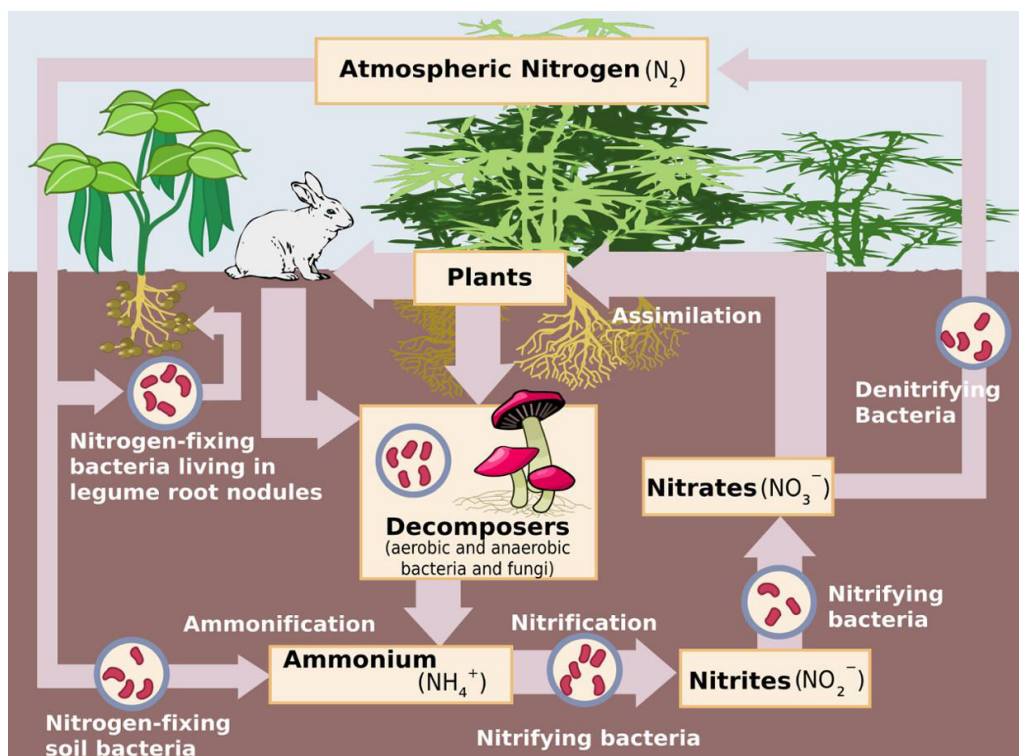 Atmospheric Nitrogen (N₂)
Plants
Assimilation
Denitrifying
Bacteria
Nitrogen-fixing
bacteria living in
legume root nodules
Nitrates (NO₃⁻)
Decomposers
(aerobic and anaerobic
bacteria and fungi)
Nitrifying
bacteria
Ammonification
Nitrification
Ammonium
(NH₄⁺)
Nitrites (NO₂⁻)
Nitrogen-fixing
soil bacteria
Nitrifying bacteria